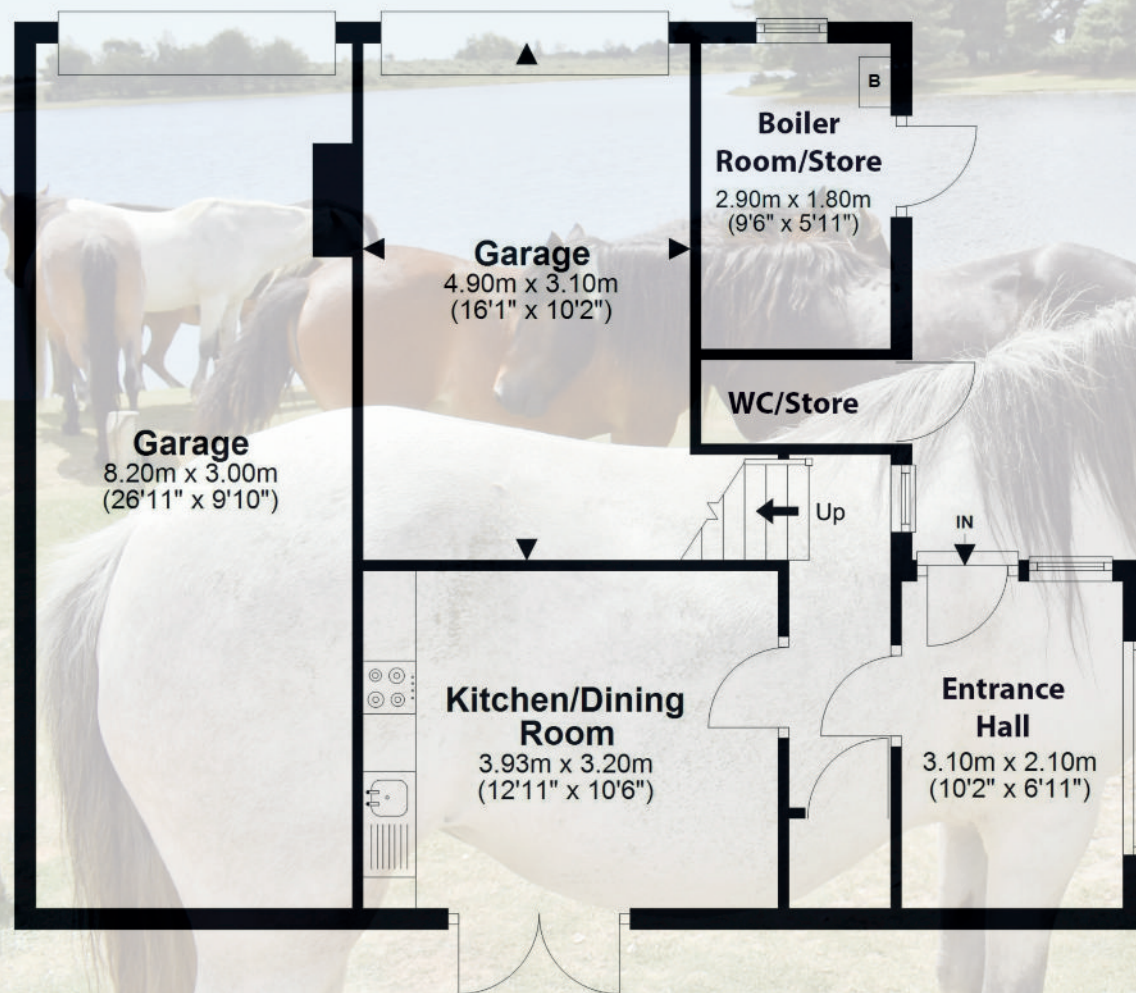 B
Boiler
Room/Store
2.90m x 1.80m
(9'6" x 5'11")
Garage
4.90m x 3.10m
(16'1" x 10'2")
WC/Store
Garage
8.20m x 3.00m
(26'11" x 9'10")
Up
IN
Kitchen/Dining
Room
3.93m x 3.20m
(12'11" x 10'6")
Entrance
Hall
3.10m x 2.10m
(10'2" x 6'11")